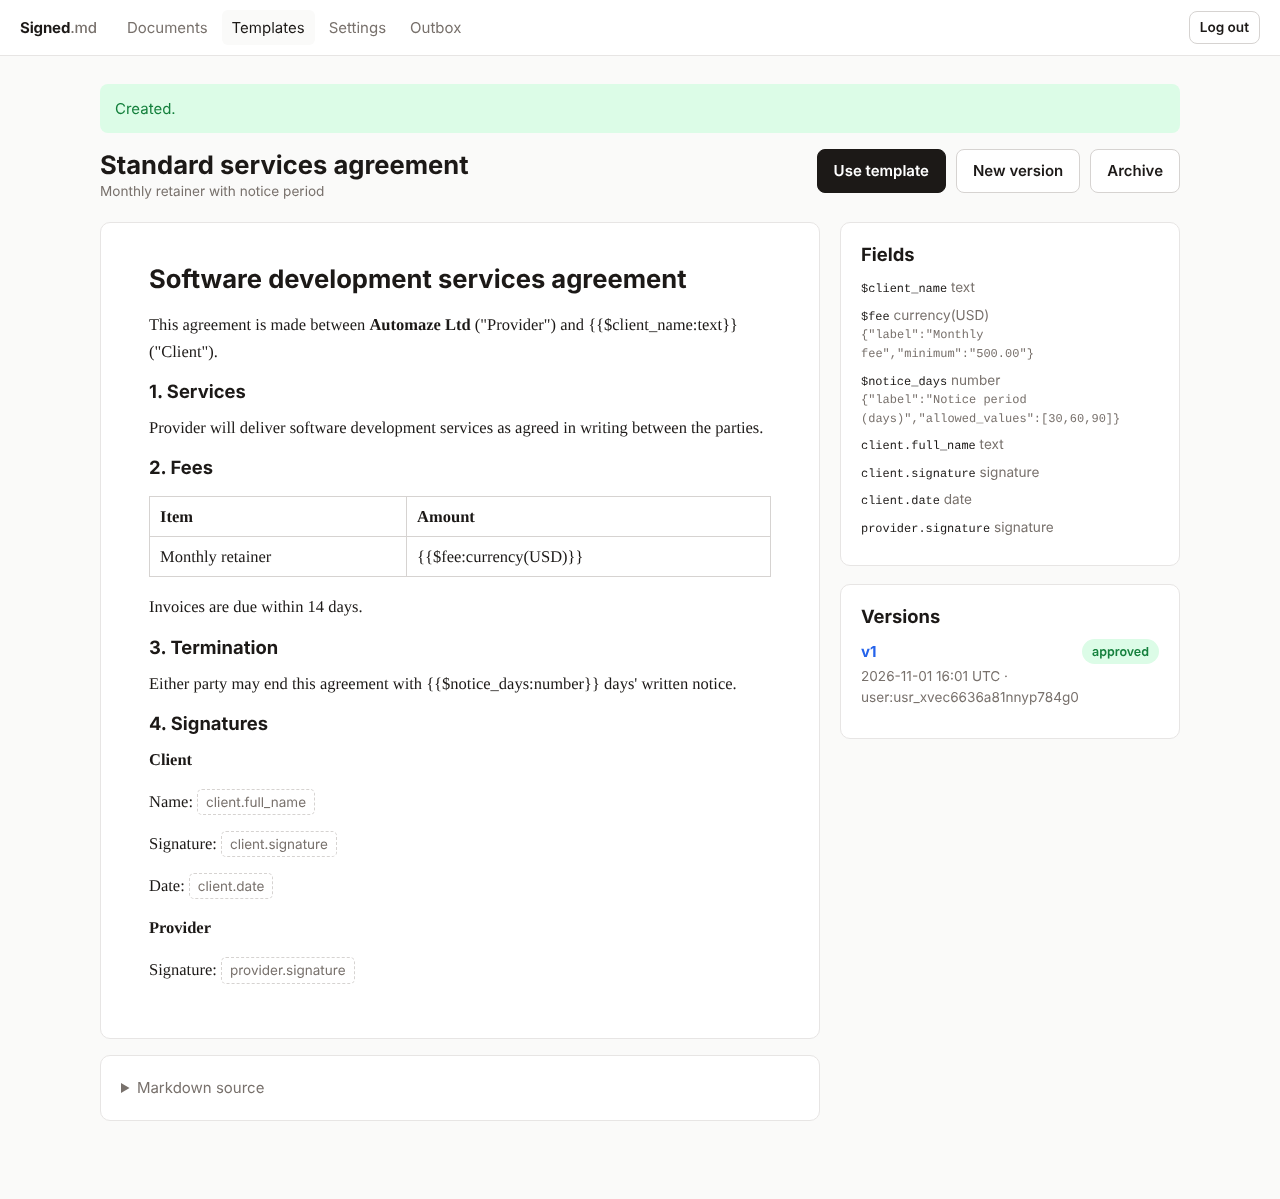 Signed.md Documents Templates Settings Outbox Log out
Created.
Standard services agreement
Monthly retainer with notice period
Use template New version Archive
Software development services agreement
This agreement is made between Automaze Ltd ("Provider") and {{$client_name:text}}
("Client").
1. Services
Provider will deliver software development services as agreed in writing between the parties.
2. Fees
Item Amount
Monthly retainer {{$fee:currency(USD)}}
Invoices are due within 14 days.
3. Termination
Either party may end this agreement with {{$notice_days:number}} days' written notice.
4. Signatures
Client
Name: client.full_name
Signature: client.signature
Date: client.date
Provider
Signature: provider.signature
Markdown source
Fields
$client_name text
$fee currency(USD)
{"label":"Monthly
fee","minimum":"500.00"}
$notice_days number
{"label":"Notice period
(days)","allowed_values":[30,60,90]}
client.full_name text
client.signature signature
client.date date
provider.signature signature
Versions
v1 approved
2026-11-01 16:01 UTC ·
user:usr_xvec6636a81nnyp784g0